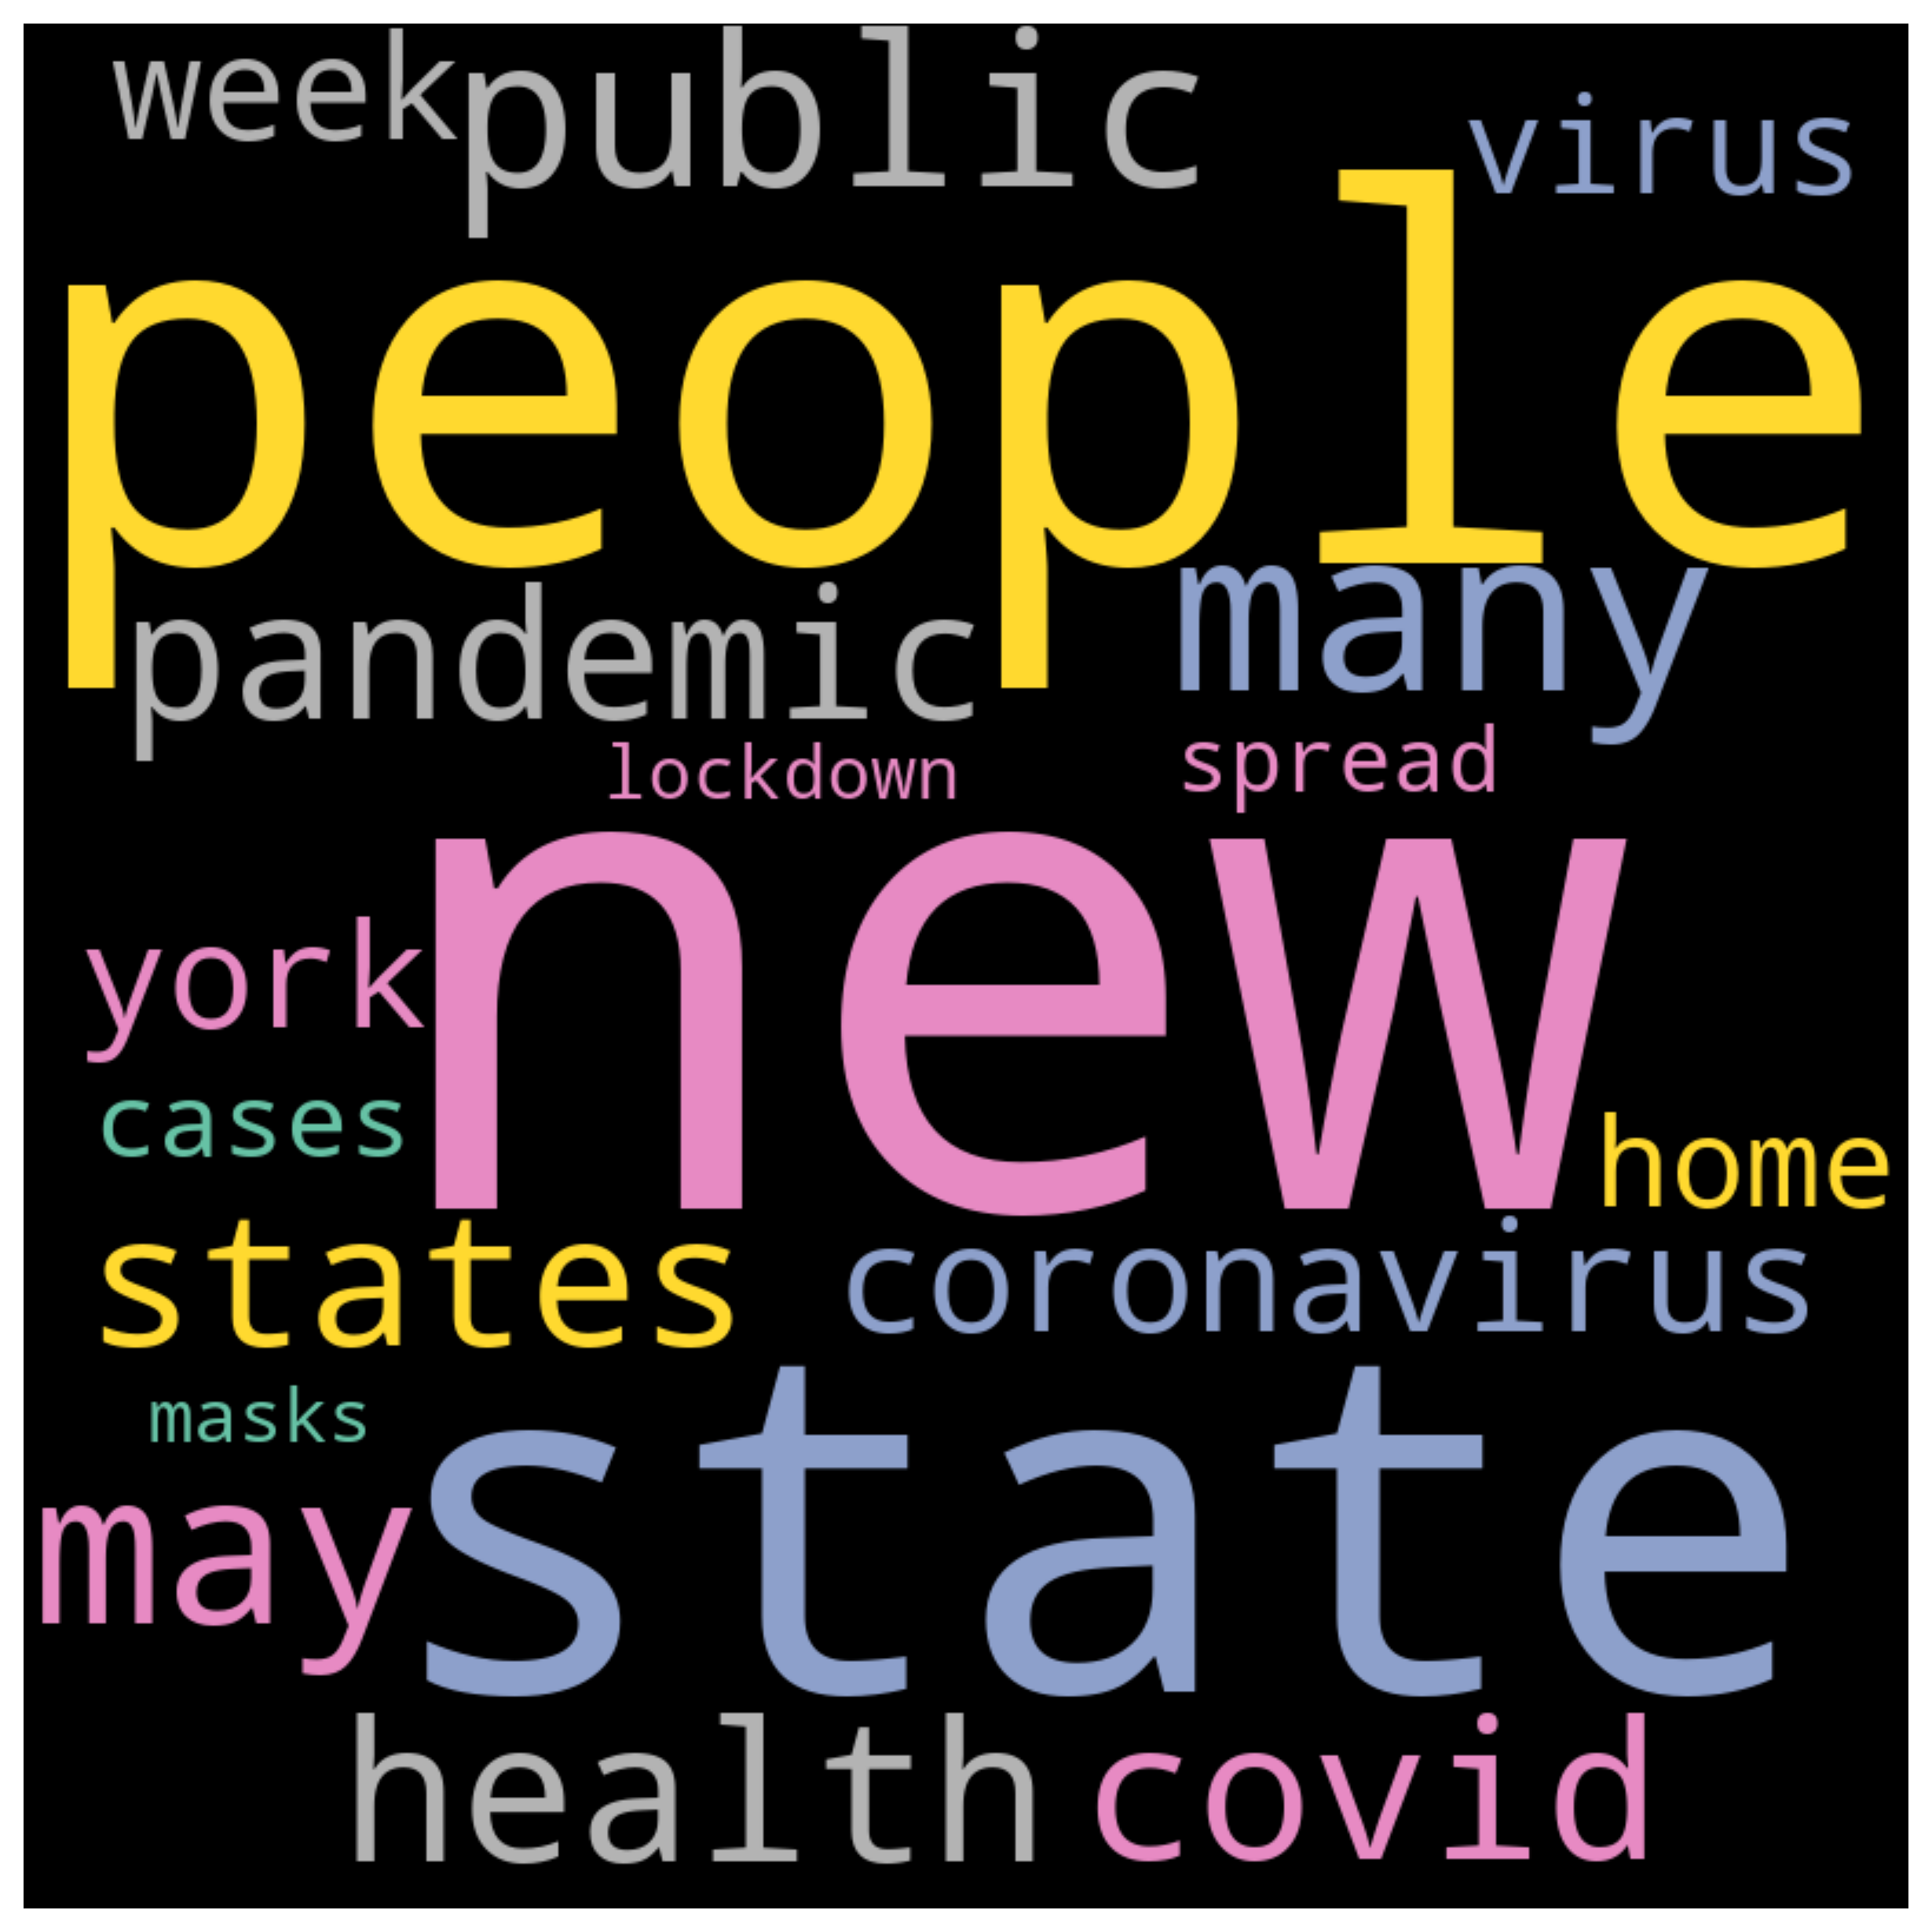 week public
virus
people
pandemic many
lockdown spread
new
york
cases
home
states coronavirus
masks
state
may
health covid